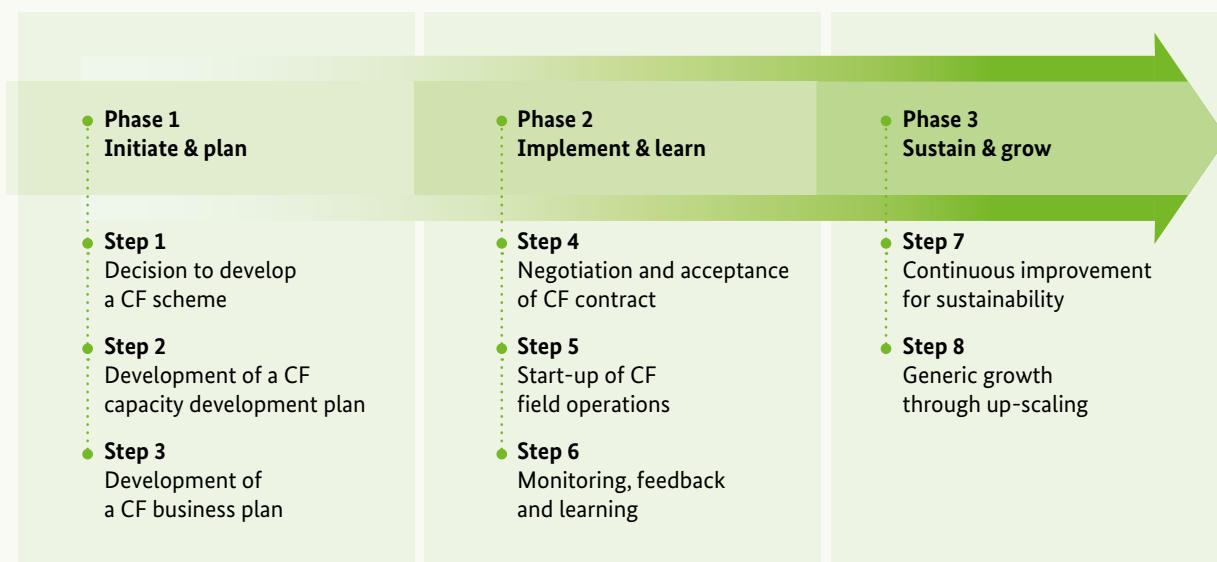 Phase 1
Initiate & plan
Step 1
Decision to develop
a CF scheme
Step 2
Development of a CF
capacity development plan
Step 3
Development of
a CF business plan
Phase 2
Implement & learn
Step 4
Negotiation and acceptance
of CF contract
Step 5
Start-up of CF
field operations
Step 6
Monitoring, feedback
and learning
Phase 3
Sustain & grow
Step 7
Continuous improvement
for sustainability
Step 8
Generic growth
through up-scaling